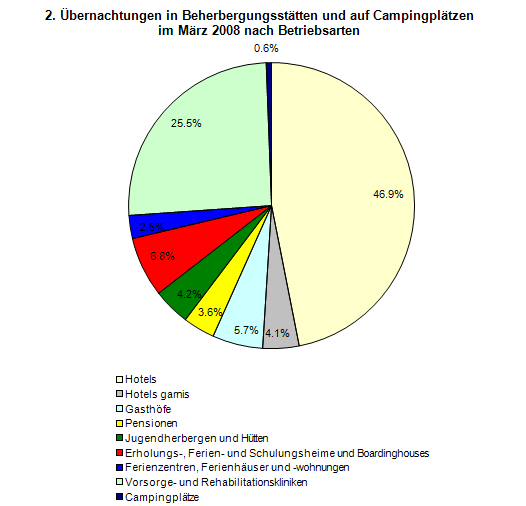 2. Übernachtungen in Beherbergungsstätten und auf Campingplätzen
im März 2008 nach Betriebsarten
0.6%
25.5%
46.9%
2.6%
6.8%
4.2%
3.6%
5.7%
4.1%
Hotels
Hotels garnis
Gasthöfe
Pensionen
Jugendherbergen und Hütten
Erholungs-, Ferien- und Schulungsheime und Boardinghouses
Ferienzentren, Ferienhäuser und -wohnungen
Vorsorge- und Rehabilitationskliniken
Campingplätze